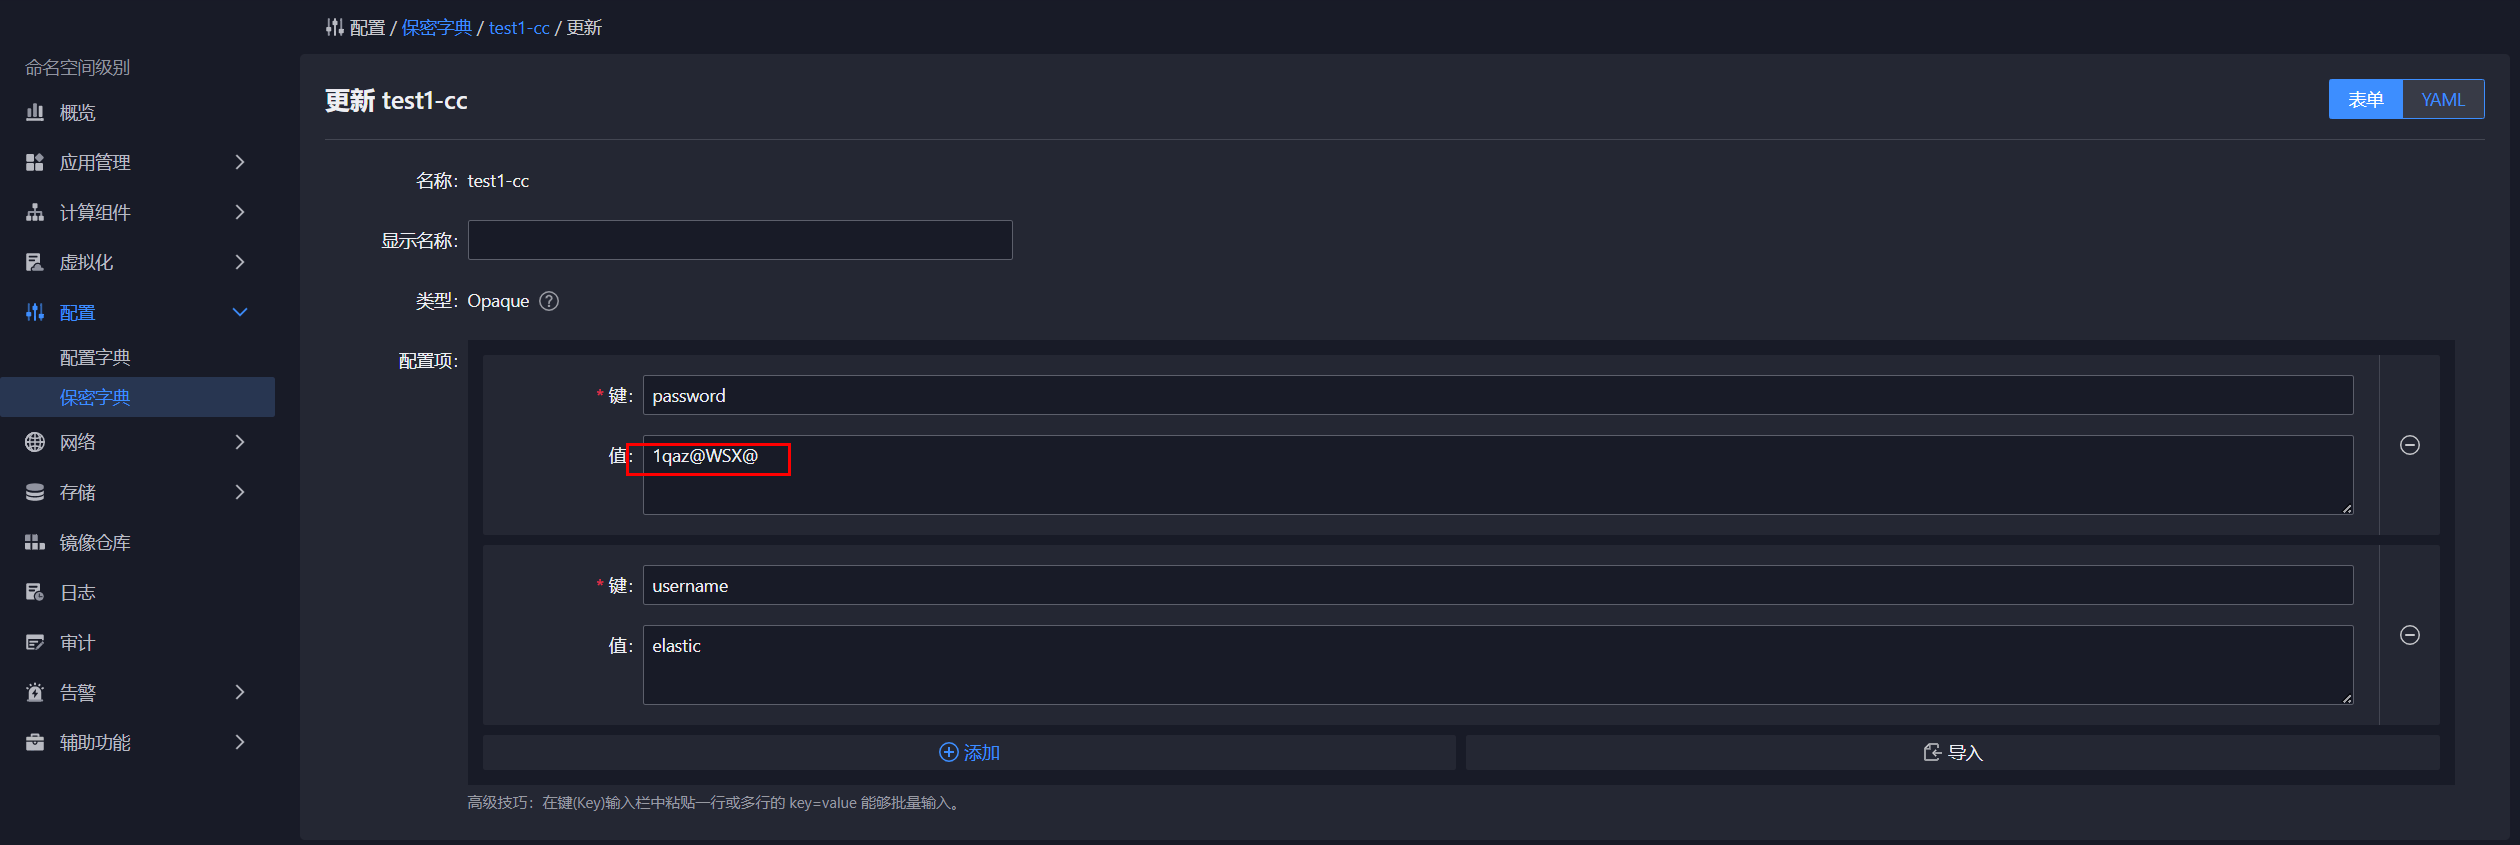 配置 / 保密字典 / test1-cc / 更新
命名空间级别
概览
应用管理
计算组件
虚拟化
配置
配置字典
保密字典
网络
存储
镜像仓库
日志
审计
告警
辅助功能
更新 test1-cc
表单 YAML
名称: test1-cc
显示名称:
类型: Opaque ?
配置项:
* 键: password
值: 1qaz@WSX@
* 键: username
值: elastic
添加
导入
高级技巧：在键(Key)输入栏中粘贴一行或多行的 key=value 能够批量输入。